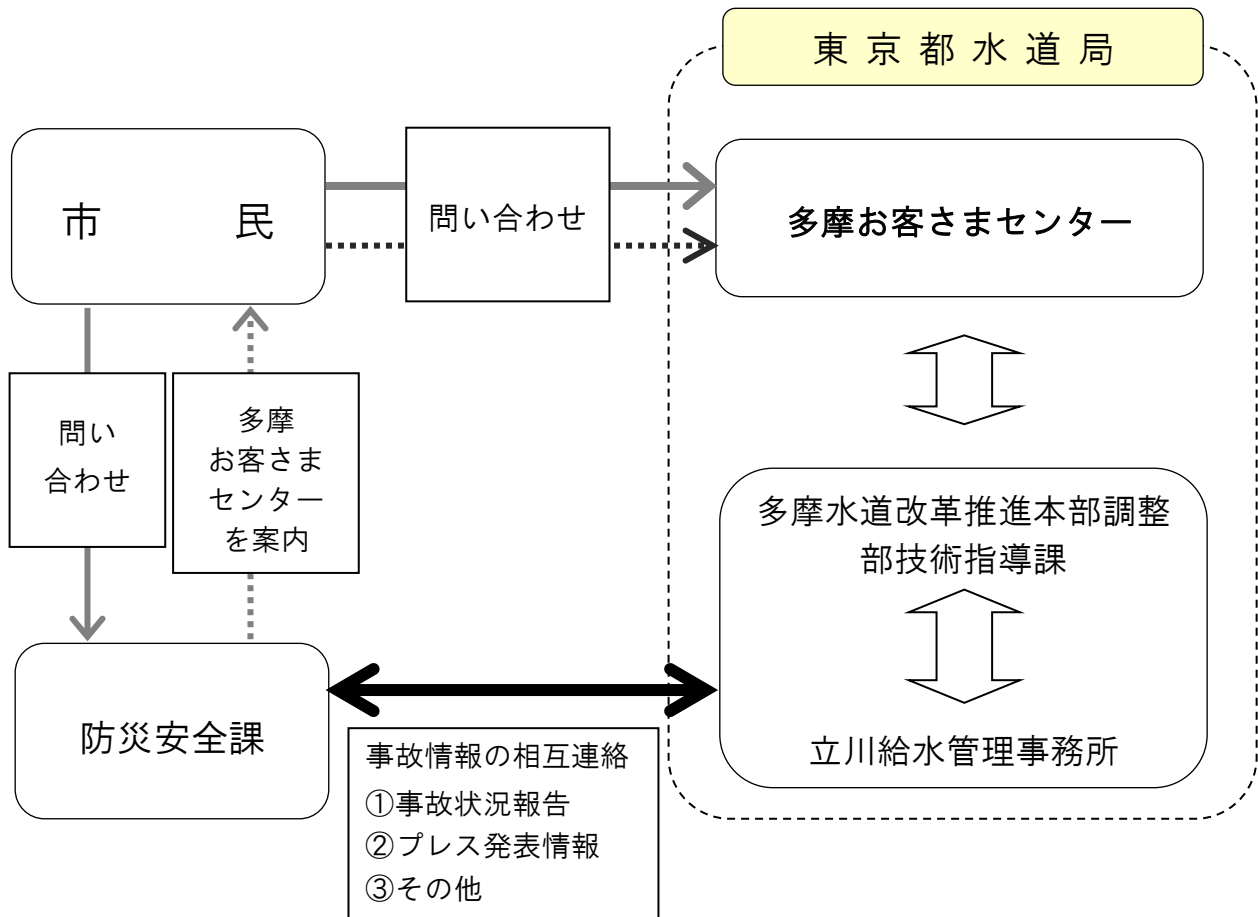 東京都水道局
市　民
問い合わせ
多摩お客さまセンター
問い
合わせ
多摩
お客さま
センター
を案内
多摩水道改革推進本部調整
部技術指導課
立川給水管理事務所
防災安全課
事故情報の相互連絡
①事故状況報告
②プレス発表情報
③その他